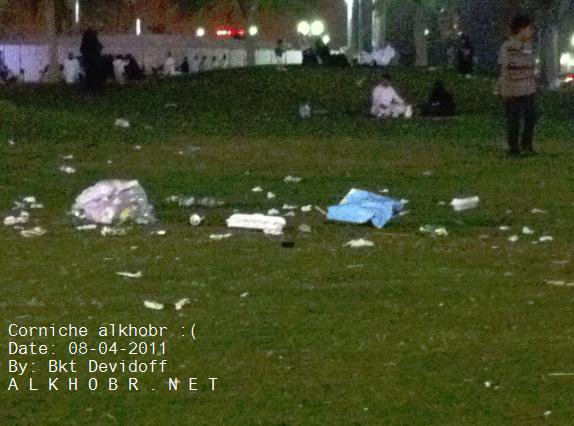 Corniche alkhobr :(
Date: 08-04-2011
By: Bkt Devidoff
A L K H O B R . N E T